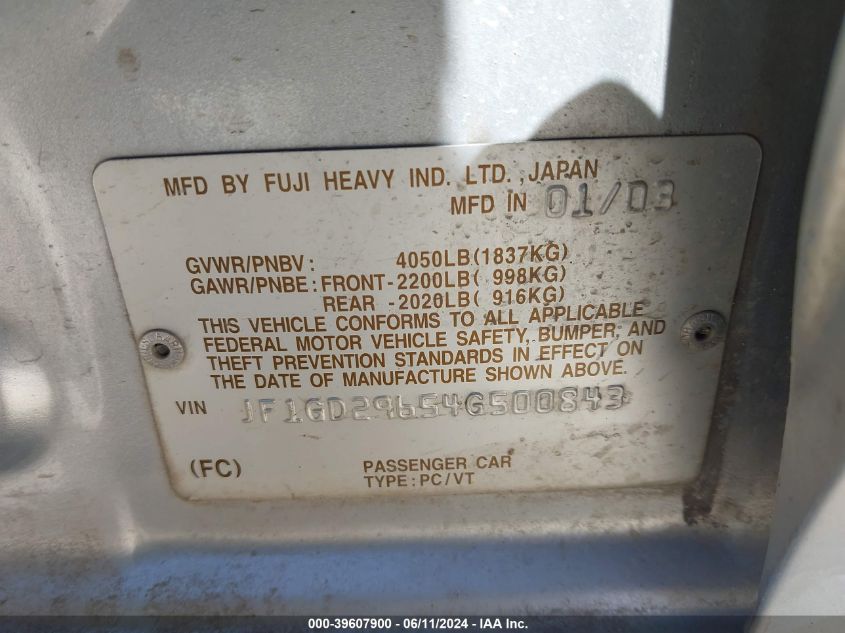 MFD BY FUJI HEAVY IND. LTD., JAPAN
MFD IN 01/03
GVWR/PNBV: 4050LB(1837KG)
GAWR/PNBE: FRONT-2200LB( 998KG)
REAR -2020LB( 916KG)
THIS VEHICLE CONFORMS TO ALL APPLICABLE
FEDERAL MOTOR VEHICLE SAFETY, BUMPER, AND
THEFT PREVENTION STANDARDS IN EFFECT ON
THE DATE OF MANUFACTURE SHOWN ABOVE.
VIN JF1GD29654G500843
(FC) PASSENGER CAR
TYPE: PC/VT
000-39607900 - 06/11/2024 - IAA Inc.